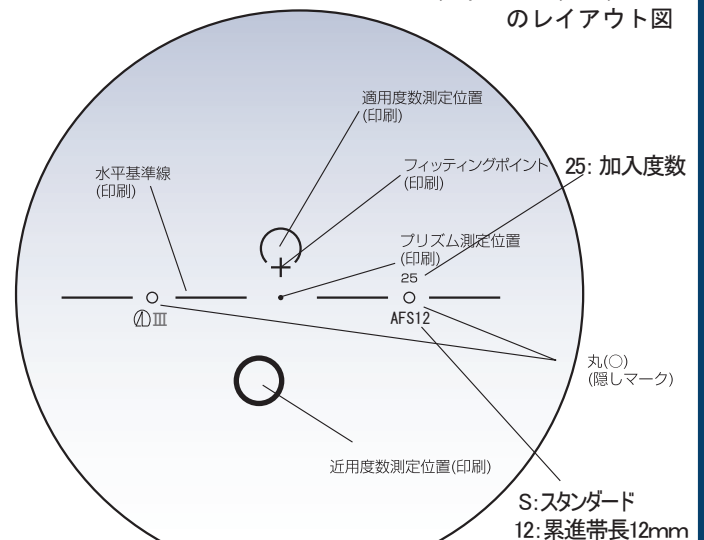 のレイアウト図
適用度数測定位置
(印刷)
フィッティングポイント
(印刷)
25: 加入度数
水平基準線
(印刷)
プリズム測定位置
(印刷)
25
Ⅲ
AFS12
丸(○)
(隠しマーク)
近用度数測定位置(印刷)
S:スタンダード
12:累進帯長12mm